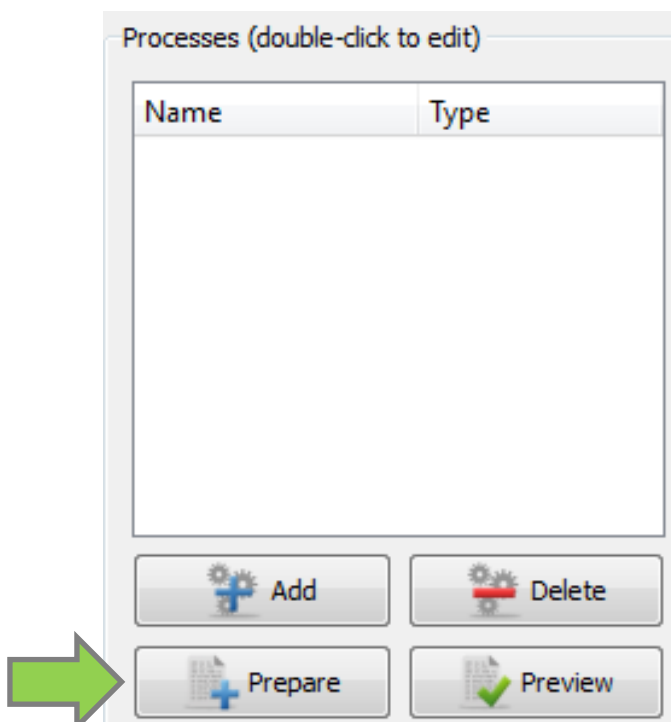 Processes (double-click to edit)
Name Type
Add Delete
Prepare Preview